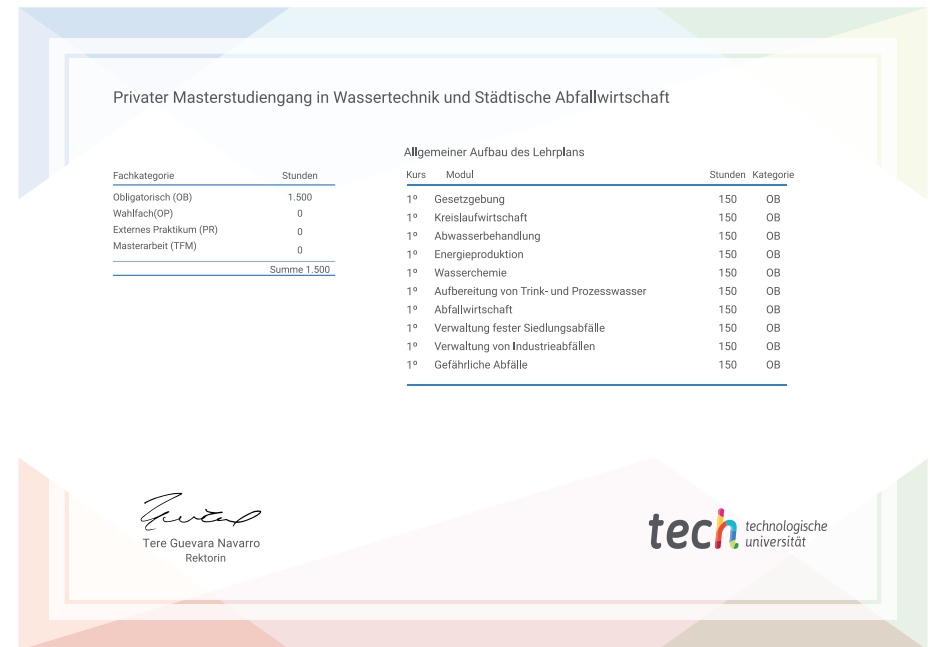 Privater Masterstudiengang in Wassertechnik und Städtische Abfallwirtschaft
Fachkategorie Stunden
Obligatorisch (OB) 1.500
Wahlfach(OP) 0
Externes Praktikum (PR) 0
Masterarbeit (TFM) 0
Summe 1.500
Allgemeiner Aufbau des Lehrplans
Kurs Modul Stunden Kategorie
1º Gesetzgebung 150 OB
1º Kreislaufwirtschaft 150 OB
1º Abwasserbehandlung 150 OB
1º Energieproduktion 150 OB
1º Wasserchemie 150 OB
1º Aufbereitung von Trink- und Prozesswasser 150 OB
1º Abfallwirtschaft 150 OB
1º Verwaltung fester Siedlungsabfälle 150 OB
1º Verwaltung von Industrieabfällen 150 OB
1º Gefährliche Abfälle 150 OB
Tere Guevara Navarro
Rektorin
tech technologische
universität